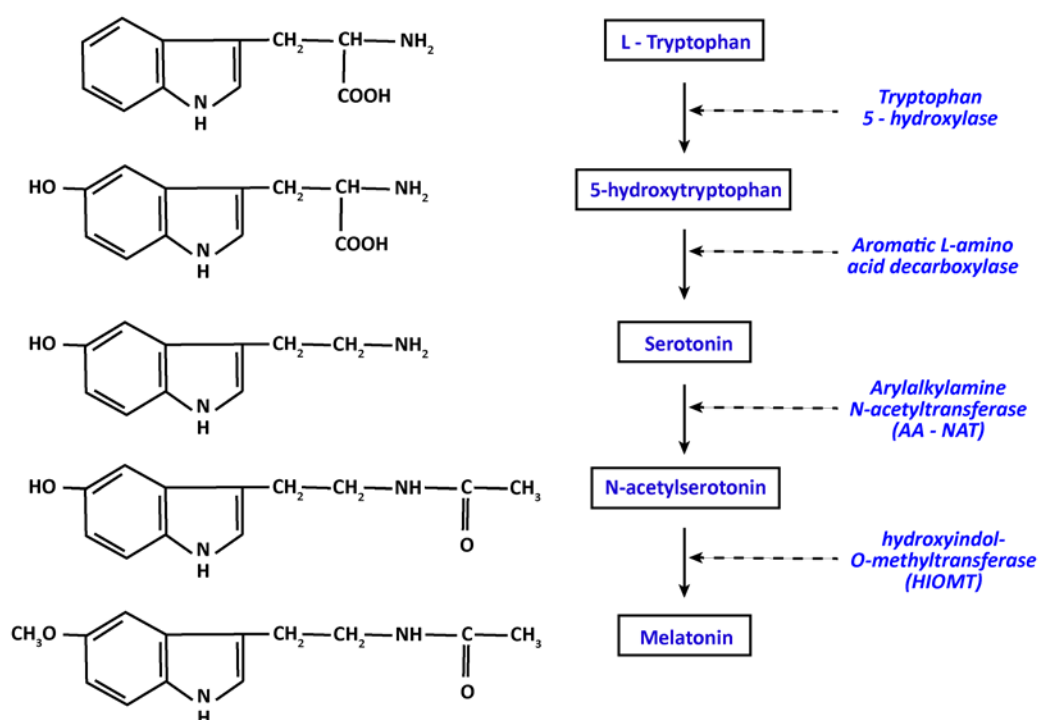 CH2—CH—NH2
COOH
N
H
L - Tryptophan
Tryptophan
5 - hydroxylase
HO
CH2—CH—NH2
COOH
N
H
5-hydroxytryptophan
Aromatic L-amino
acid decarboxylase
HO
CH2—CH2—NH2
N
H
Serotonin
Arylalkylamine
N-acetyltransferase
(AA - NAT)
HO
CH2—CH2—NH—C—CH3
O
N
H
N-acetylserotonin
hydroxyindol-
O-methyltransferase
(HIOMT)
CH3O
CH2—CH2—NH—C—CH3
O
N
H
Melatonin